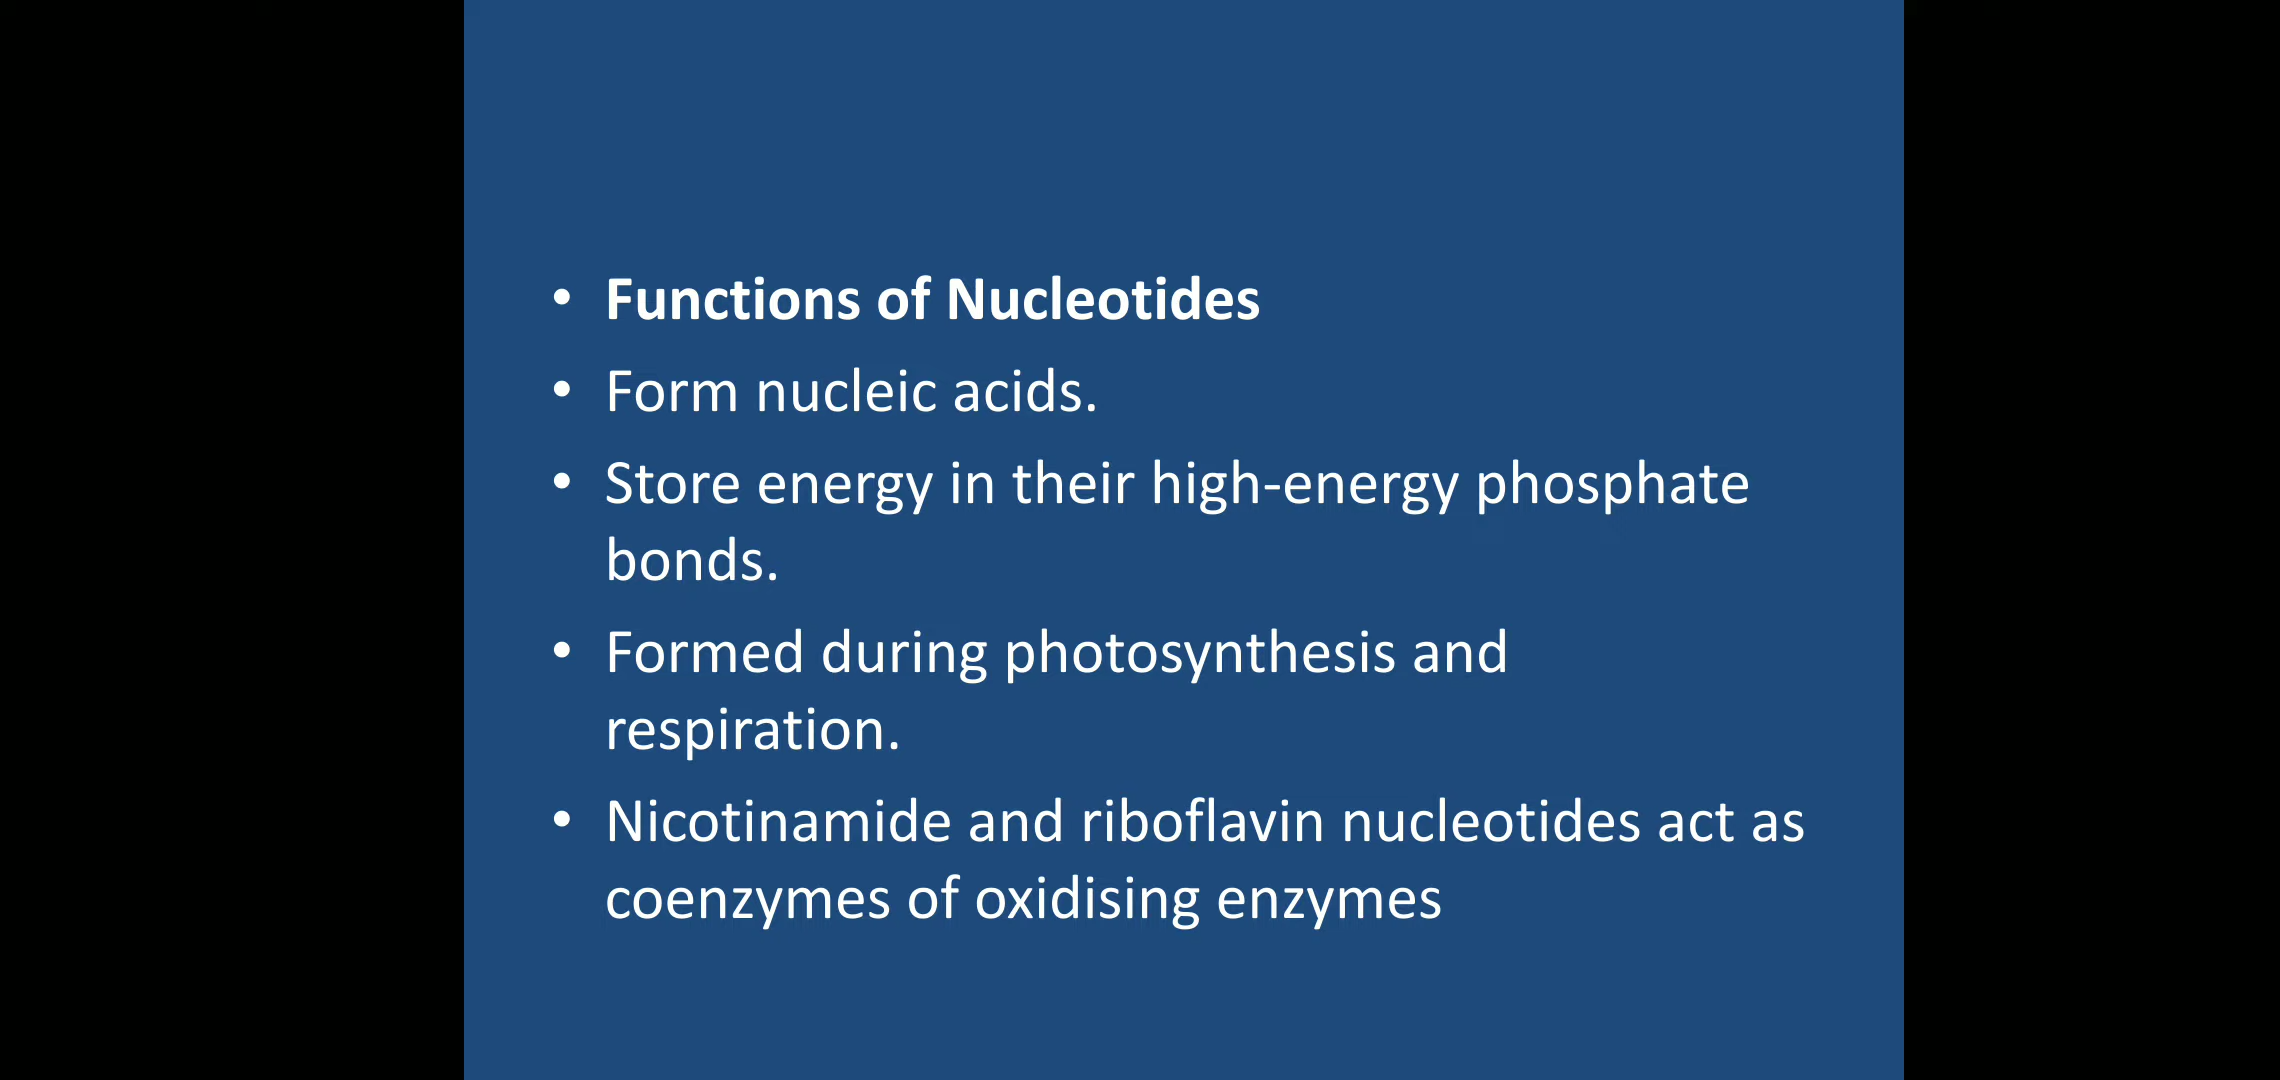 • Functions of Nucleotides
• Form nucleic acids.
• Store energy in their high-energy phosphate
bonds.
• Formed during photosynthesis and
respiration.
• Nicotinamide and riboflavin nucleotides act as
coenzymes of oxidising enzymes